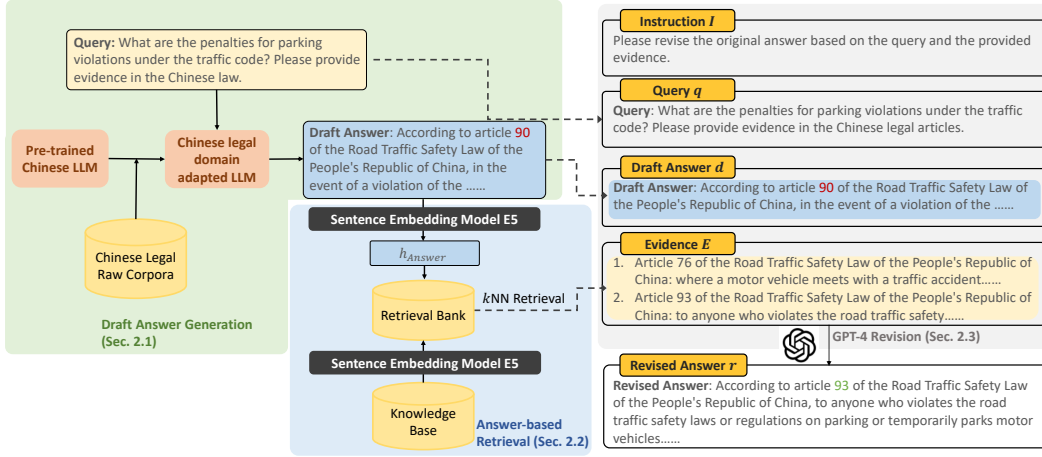 Query: What are the penalties for parking
violations under the traffic code? Please provide
evidence in the Chinese law.
Pre-trained
Chinese LLM
Chinese legal
domain
adapted LLM
Draft Answer: According to article 90
of the Road Traffic Safety Law of the
People's Republic of China, in the
event of a violation of the ......
Chinese Legal
Raw Corpora
Draft Answer Generation
(Sec. 2.1)
Sentence Embedding Model E5
hAnswer
Retrieval Bank
kNN Retrieval
Sentence Embedding Model E5
Knowledge
Base
Answer-based
Retrieval (Sec. 2.2)
Instruction I
Please revise the original answer based on the query and the provided
evidence.
Query q
Query: What are the penalties for parking violations under the traffic
code? Please provide evidence in the Chinese legal articles.
Draft Answer d
Draft Answer: According to article 90 of the Road Traffic Safety Law of
the People's Republic of China, in the event of a violation of the ......
Evidence E
1. Article 76 of the Road Traffic Safety Law of the People's Republic of
China: where a motor vehicle meets with a traffic accident......
2. Article 93 of the Road Traffic Safety Law of the People's Republic of
China: to anyone who violates the road traffic safety......
GPT-4 Revision (Sec. 2.3)
Revised Answer r
Revised Answer: According to article 93 of the Road Traffic Safety Law
of the People's Republic of China, to anyone who violates the road
traffic safety laws or regulations on parking or temporarily parks motor
vehicles......